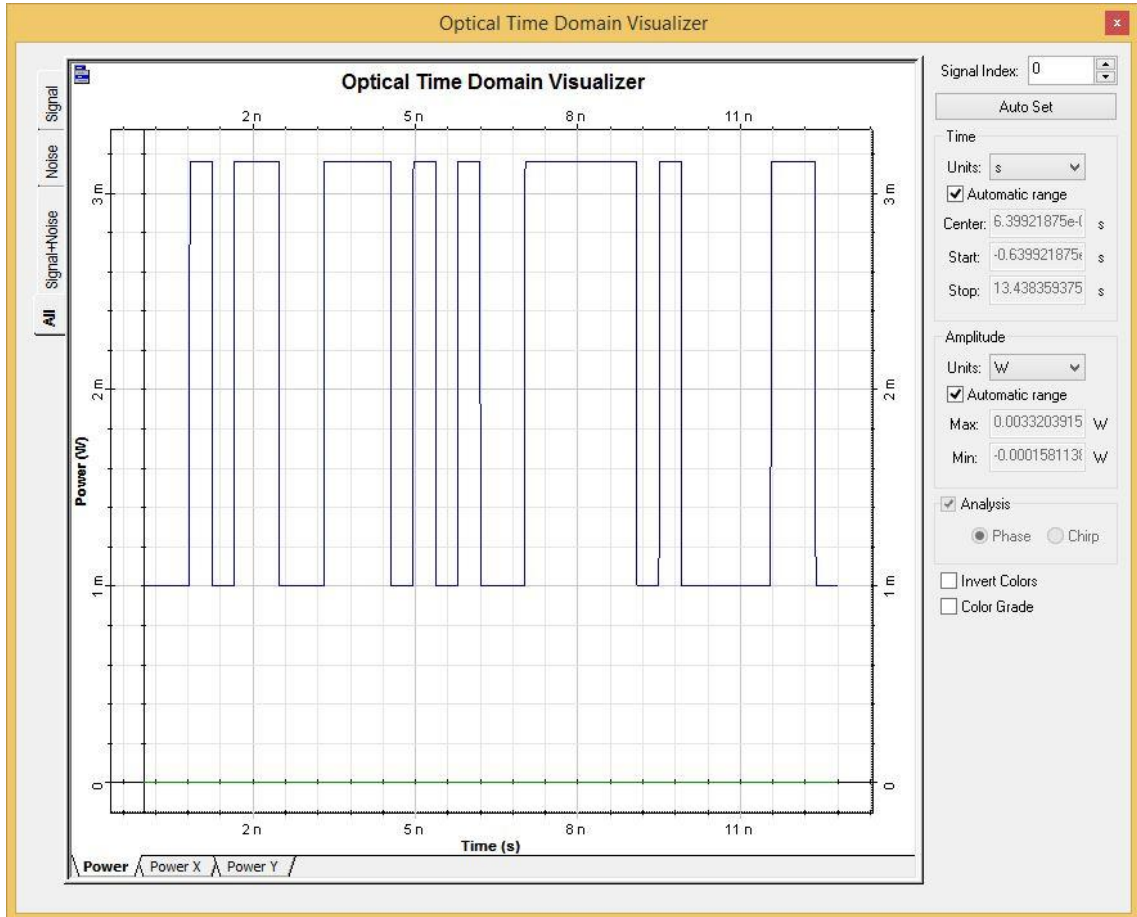 Optical Time Domain Visualizer
x
Signal
Noise
Signal+Noise
All
Optical Time Domain Visualizer
2 n 5 n 8 n 11 n
3 m 3 m
2 m 2 m
Power (W)
1 m 1 m
0 0
2 n 5 n 8 n 11 n
Time (s)
Power Power X Power Y
Signal Index: 0
Auto Set
Time
Units: s
Automatic range
Center: 6.39921875e-( s
Start: -0.639921875e s
Stop: 13.438359375 s
Amplitude
Units: W
Automatic range
Max: 0.0033203915 W
Min: -0.000158113 W
Analysis
Phase Chirp
Invert Colors
Color Grade